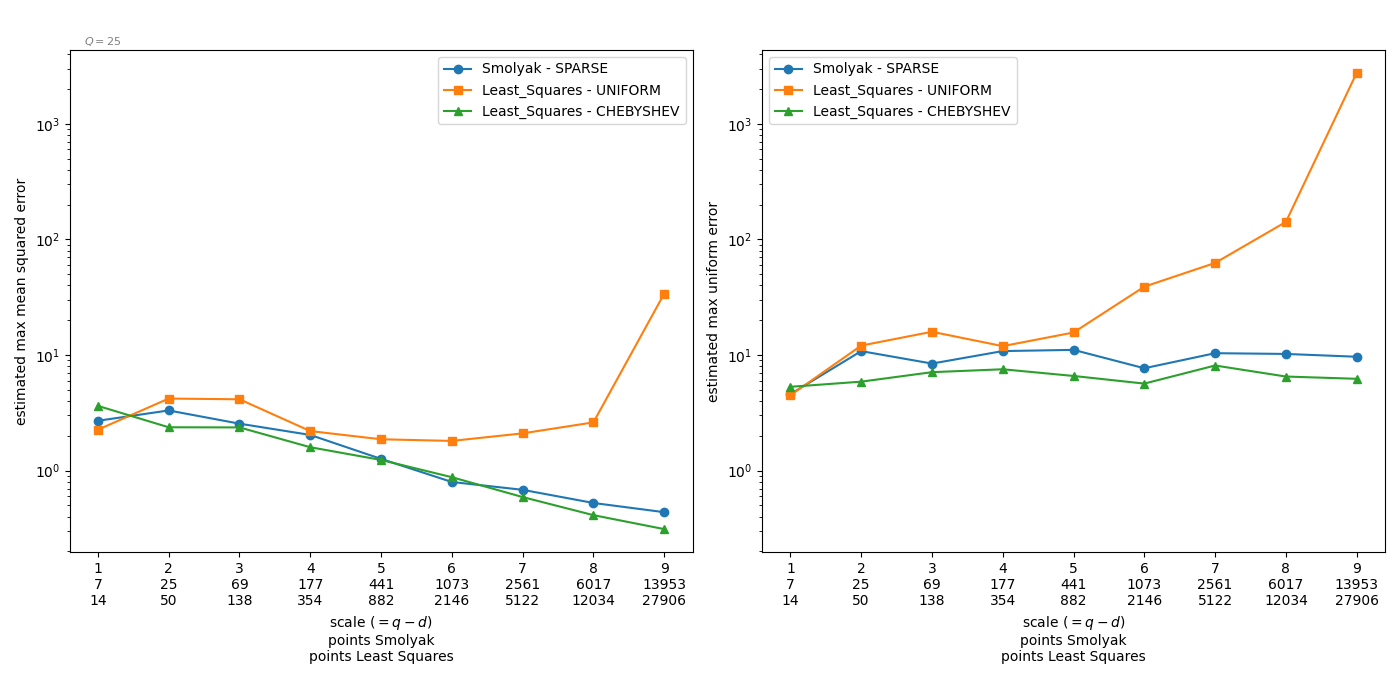 Q = 25
Smolyak - SPARSE
Least_Squares - UNIFORM
Least_Squares - CHEBYSHEV
estimated max mean squared error
10³
10²
10¹
10⁰
1 2 3 4 5 6 7 8 9
7 25 69 177 441 1073 2561 6017 13953
14 50 138 354 882 2146 5122 12034 27906
scale (= q − d)
points Smolyak
points Least Squares
Smolyak - SPARSE
Least_Squares - UNIFORM
Least_Squares - CHEBYSHEV
estimated max uniform error
10³
10²
10¹
10⁰
1 2 3 4 5 6 7 8 9
7 25 69 177 441 1073 2561 6017 13953
14 50 138 354 882 2146 5122 12034 27906
scale (= q − d)
points Smolyak
points Least Squares